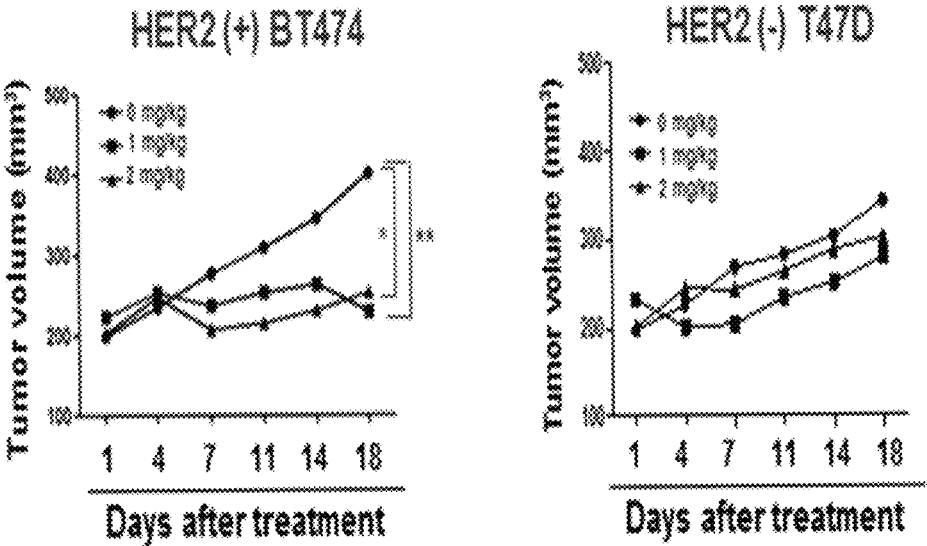 HER2 (+) BT474
Tumor volume (mm³)
500
400
300
200
100
0 mg/kg
1 mg/kg
2 mg/kg
*
**
1 4 7 11 14 18
Days after treatment
HER2 (-) T47D
Tumor volume (mm³)
500
400
300
200
100
0 mg/kg
1 mg/kg
2 mg/kg
1 4 7 11 14 18
Days after treatment